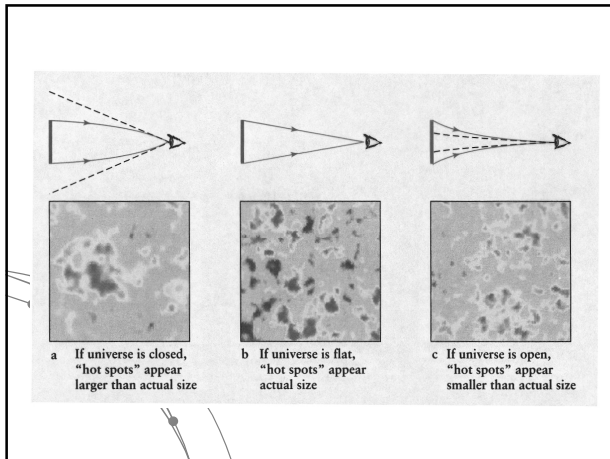 a If universe is closed,
"hot spots" appear
larger than actual size
b If universe is flat,
"hot spots" appear
actual size
c If universe is open,
"hot spots" appear
smaller than actual size